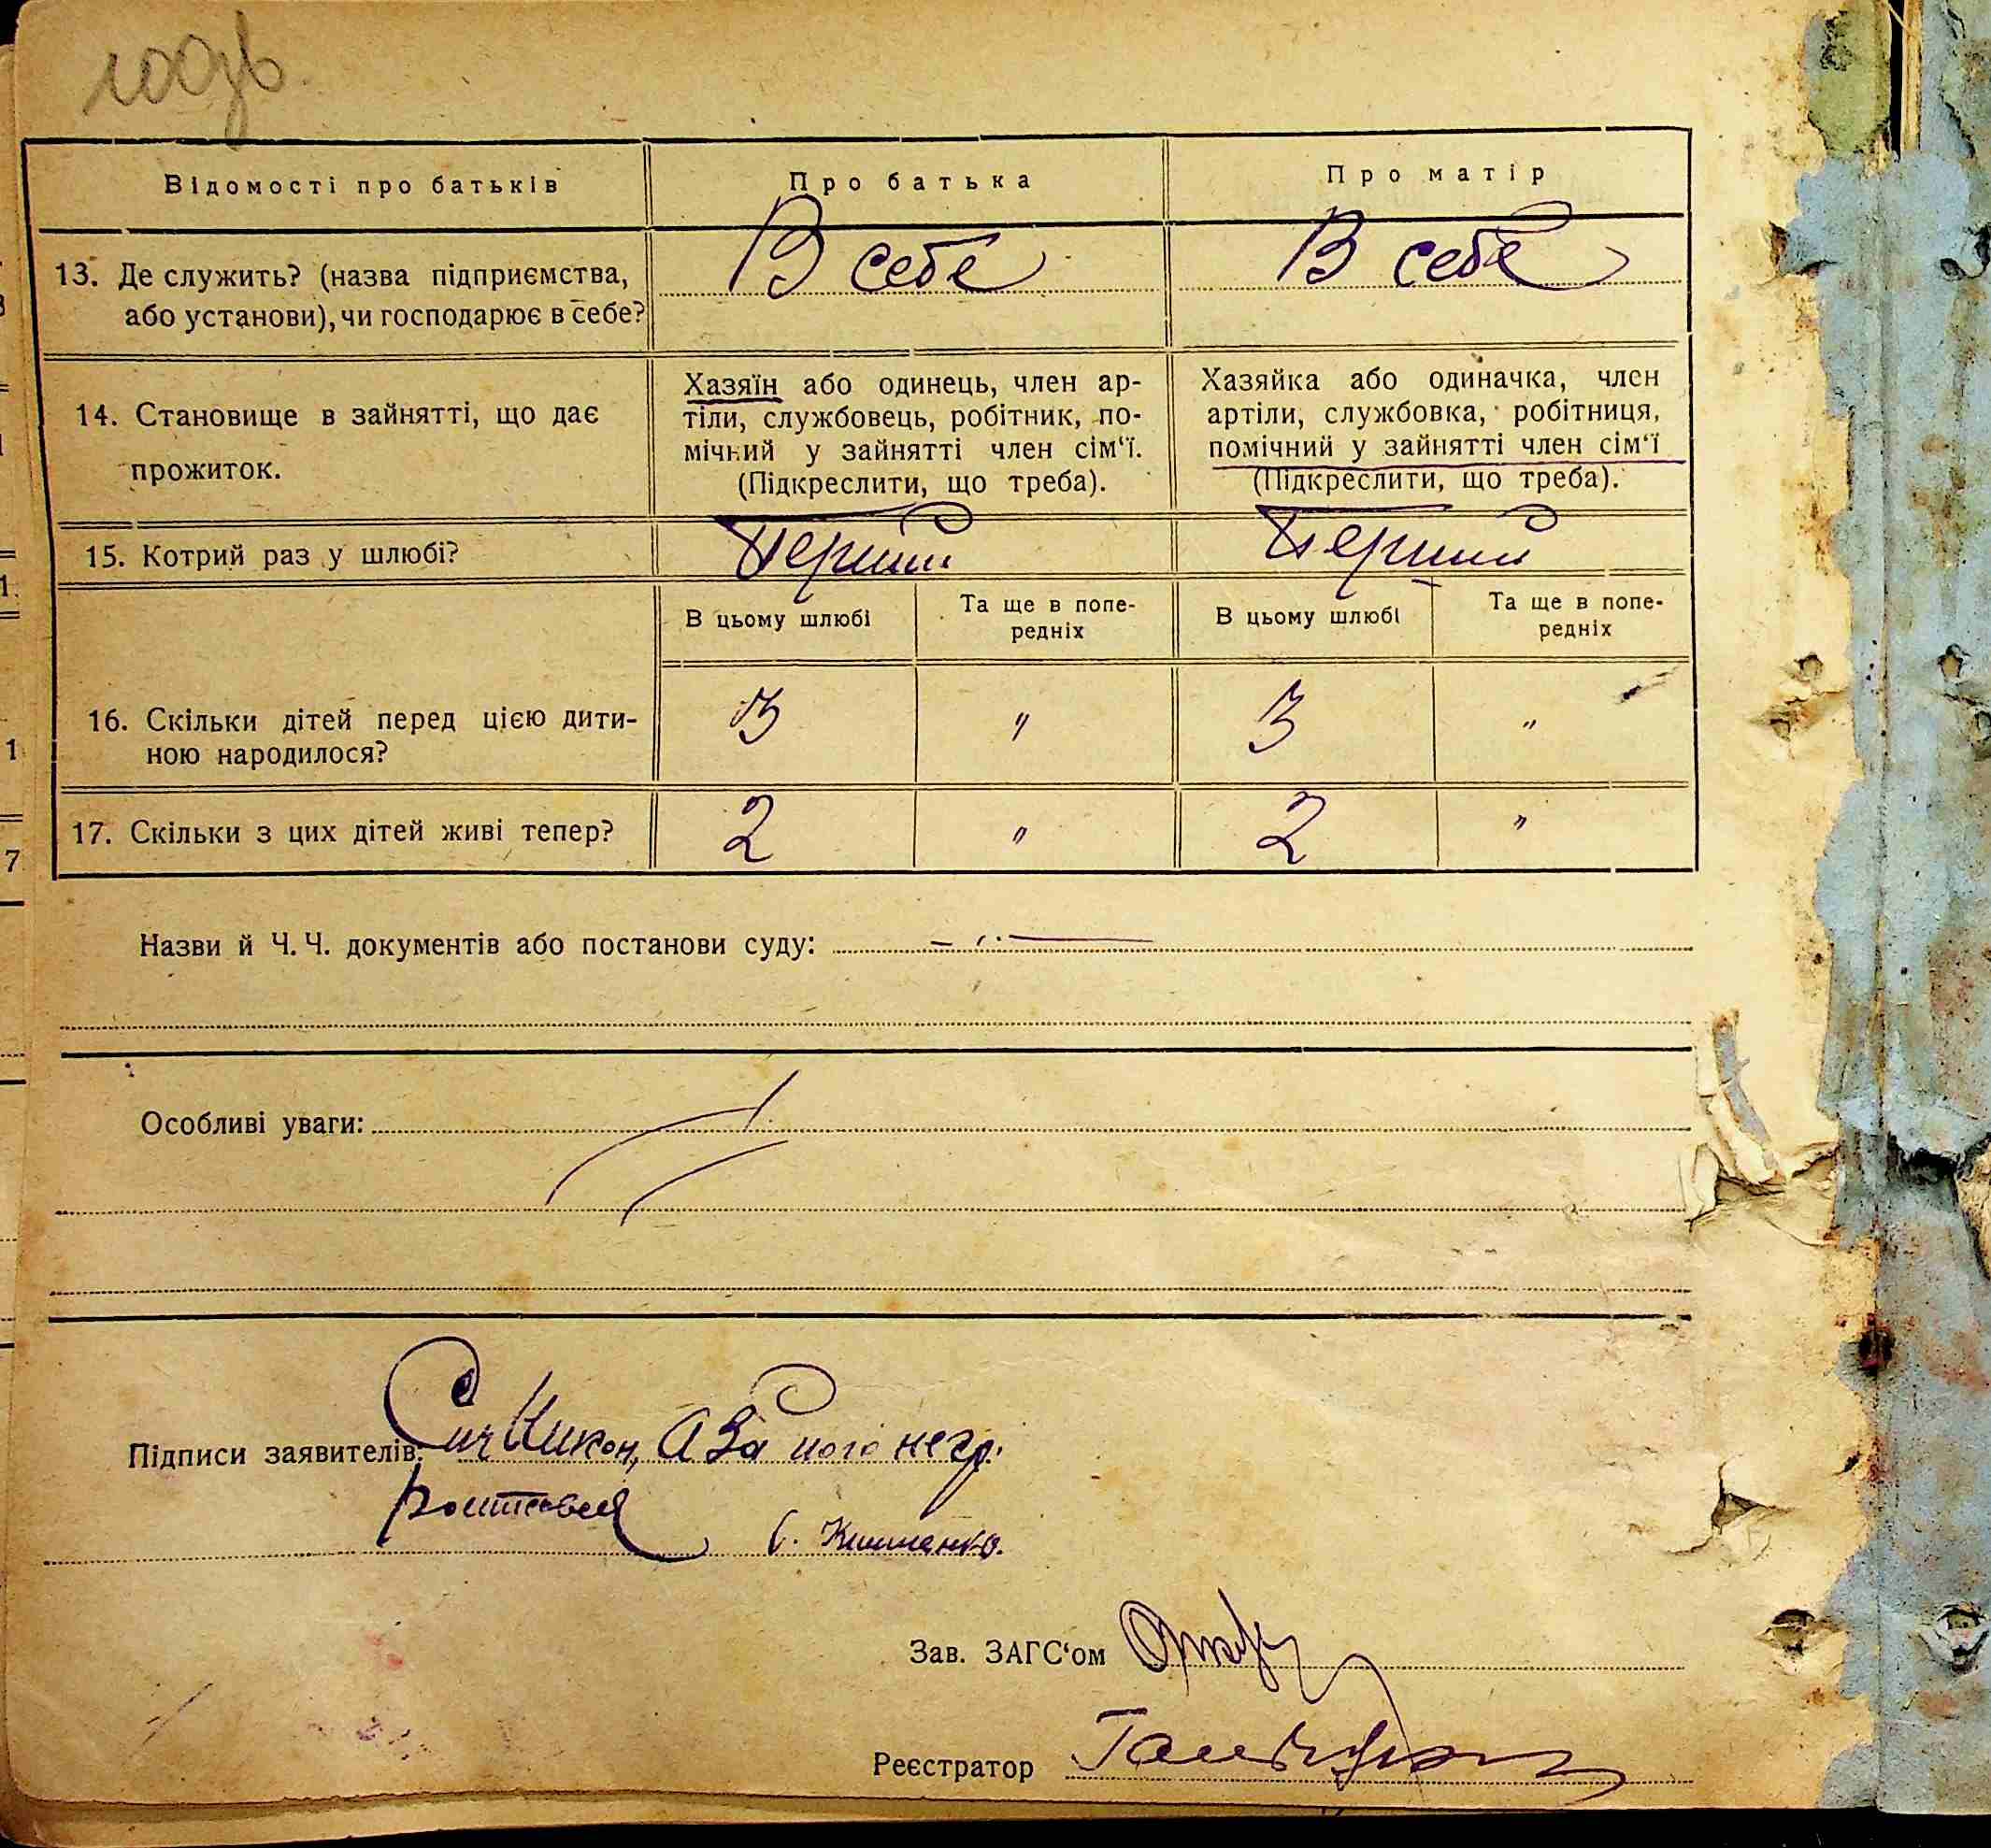 100зв.
Відомості про батьків
Про батька
Про матір
13. Де служить? (назва підприємства,
або установи), чи господарює в себе?
В себе
В себе
14. Становище в зайнятті, що дає
прожиток.
Хазяїн або одинець, член ар-
тіли, службовець, робітник, по-
мічний у зайнятті член сім‘ї.
(Підкреслити, що треба).
Хазяйка або одиначка, член
артіли, службовка, робітниця,
помічний у зайнятті член сім‘ї
(Підкреслити, що треба).
15. Котрий раз у шлюбі?
Перший
Перший
В цьому шлюбі
Та ще в попе-
редніх
В цьому шлюбі
Та ще в попе-
редніх
16. Скільки дітей перед цією дити-
ною народилося?
3
"
3
"
17. Скільки з цих дітей живі тепер?
2
"
2
"
Назви й Ч. Ч. документів або постанови суду:
Особливі уваги:
Підписи заявителів: Сич Никон, А За його негр.
Зав. ЗАГС‘ом
Реєстратор